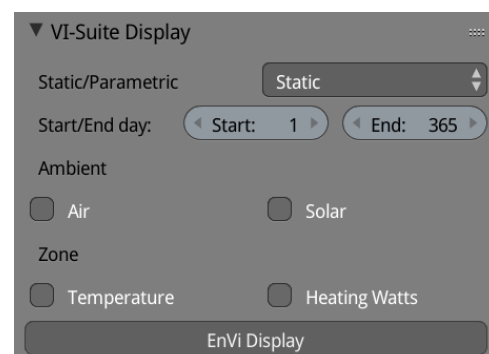 VI-Suite Display
Static/Parametric Static
Start/End day: Start: 1 End: 365
Ambient
Air Solar
Zone
Temperature Heating Watts
EnVi Display